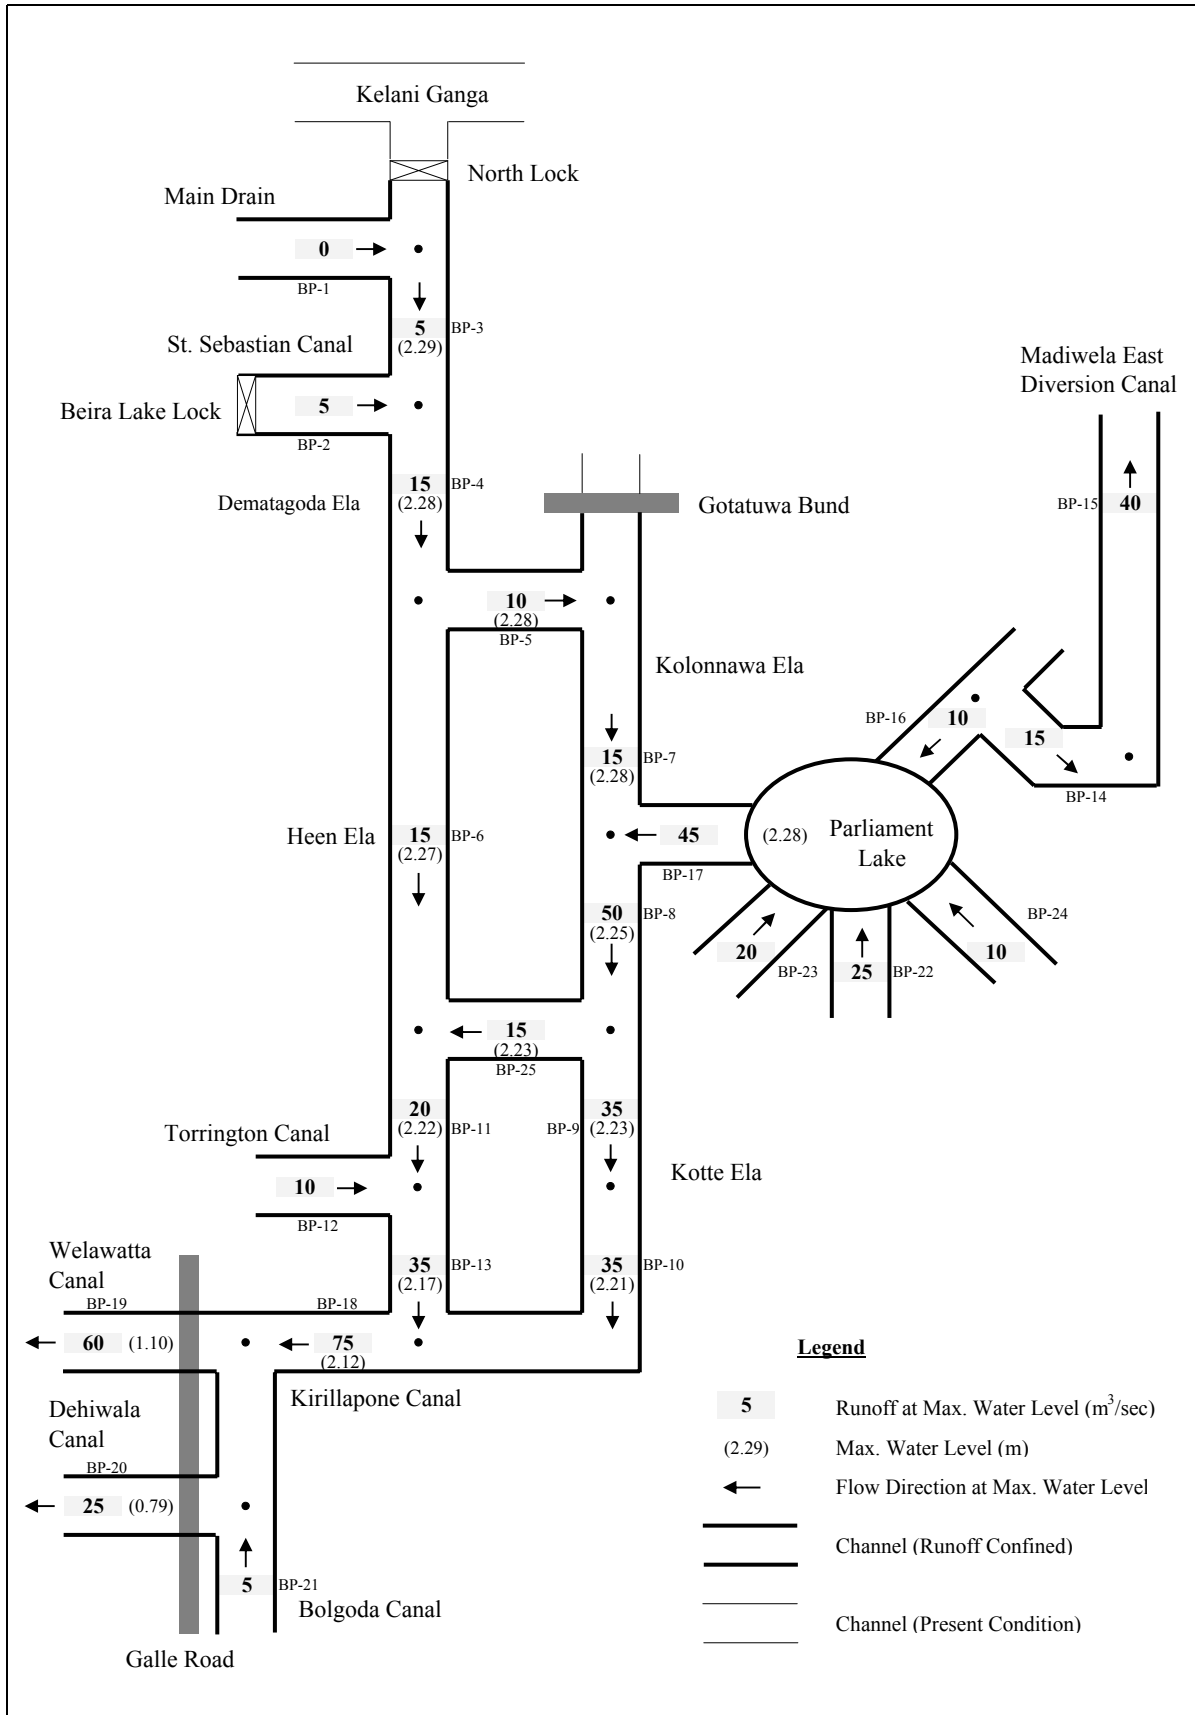 Kelani Ganga
North Lock
Main Drain
0
BP-1
5
BP-3
(2.29)
St. Sebastian Canal
Madiwela East
Diversion Canal
Beira Lake Lock
5
BP-2
15
BP-4
(2.28)
Dematagoda Ela
Gotatuwa Bund
BP-15
40
10
(2.28)
BP-5
Kolonnawa Ela
BP-16
10
15
BP-14
15
BP-7
(2.28)
Heen Ela
15
BP-6
(2.27)
45
BP-17
(2.28)
Parliament
Lake
50
BP-8
(2.25)
20
BP-23
25
BP-22
10
BP-24
15
(2.23)
BP-25
20
(2.22)
BP-11
BP-9
35
(2.23)
Torrington Canal
10
BP-12
Kotte Ela
Welawatta
Canal
35
BP-13
(2.17)
35
BP-10
(2.21)
BP-19
BP-18
60
(1.10)
75
(2.12)
Kirillapone Canal
Dehiwala
Canal
BP-20
25
(0.79)
5
BP-21
Bolgoda Canal
Galle Road
Legend
5
Runoff at Max. Water Level (m3/sec)
(2.29)
Max. Water Level (m)
Flow Direction at Max. Water Level
Channel (Runoff Confined)
Channel (Present Condition)